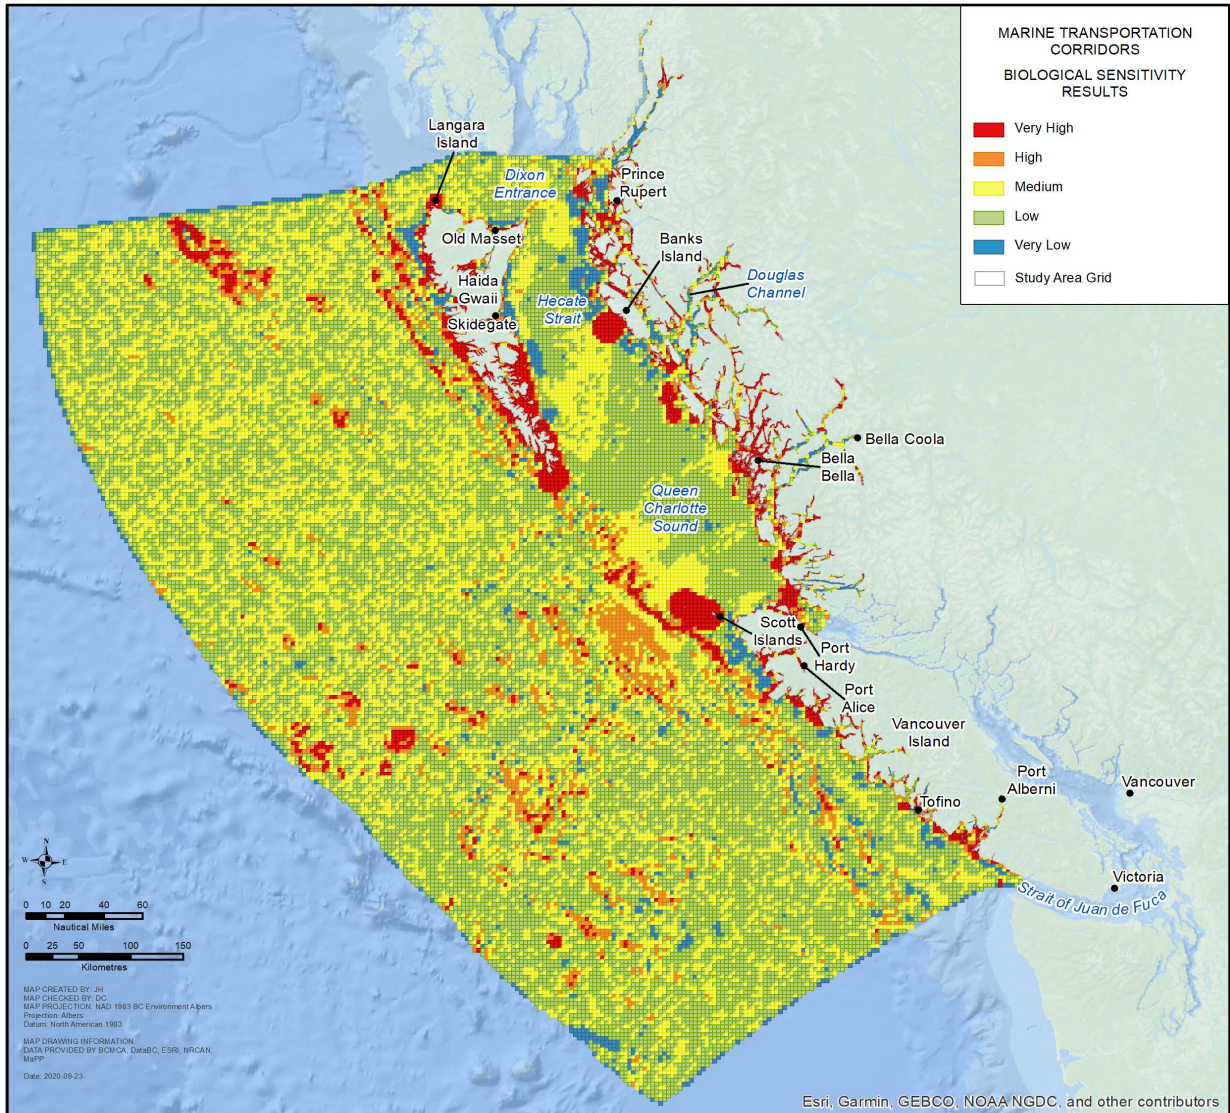 MARINE TRANSPORTATION
CORRIDORS
BIOLOGICAL SENSITIVITY
RESULTS
Very High
High
Medium
Low
Very Low
Study Area Grid
Langara
Island
Dixon
Entrance
Prince
Rupert
Old Masset
Banks
Island
Haida
Gwaii
Hecate
Strait
Douglas
Channel
Skidegate
Bella Coola
Bella
Bella
Queen
Charlotte
Sound
Scott
Islands
Port
Hardy
Port
Alice
Vancouver
Island
Port
Alberni
Vancouver
Tofino
Victoria
Strait of Juan de Fuca
N
W
E
S
0 10 20 40 60
Nautical Miles
0 25 50 100 150
Kilometres
MAP CREATED BY: JH
MAP CHECKED BY: DC
MAP PROJECTION: NAD 1983 BC Environment Albers
Projection: Albers
Datum: North American 1983
MAP DRAWING INFORMATION:
DATA PROVIDED BY BCMCA, DataBC, ESRI, NRCAN,
MaPP
Date: 2020-09-23
Esri, Garmin, GEBCO, NOAA NGDC, and other contributors